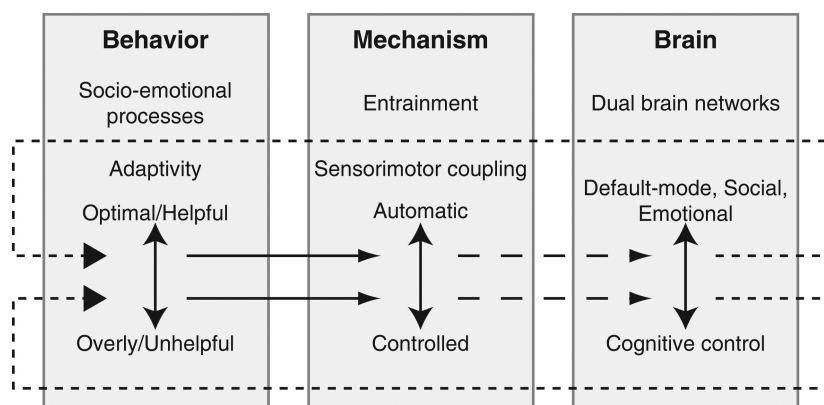 Behavior
Mechanism
Brain
Socio-emotional
processes
Entrainment
Dual brain networks
Adaptivity
Sensorimotor coupling
Optimal/Helpful
Automatic
Default-mode, Social,
Emotional
Overly/Unhelpful
Controlled
Cognitive control